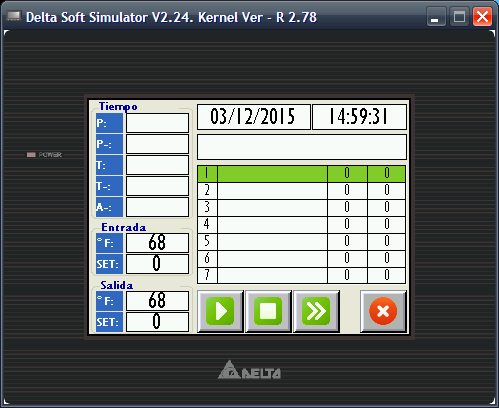 Delta Soft Simulator V2.24. Kernel Ver - R 2.78
03/12/2015 14:59:31
Tiempo
P:
P-:
T:
T-:
A-:
1 0 0
2 0 0
3 0 0
4 0 0
5 0 0
6 0 0
7 0 0
POWER
Entrada
° F: 68
SET: 0
Salida
° F: 68
SET: 0
DELTA